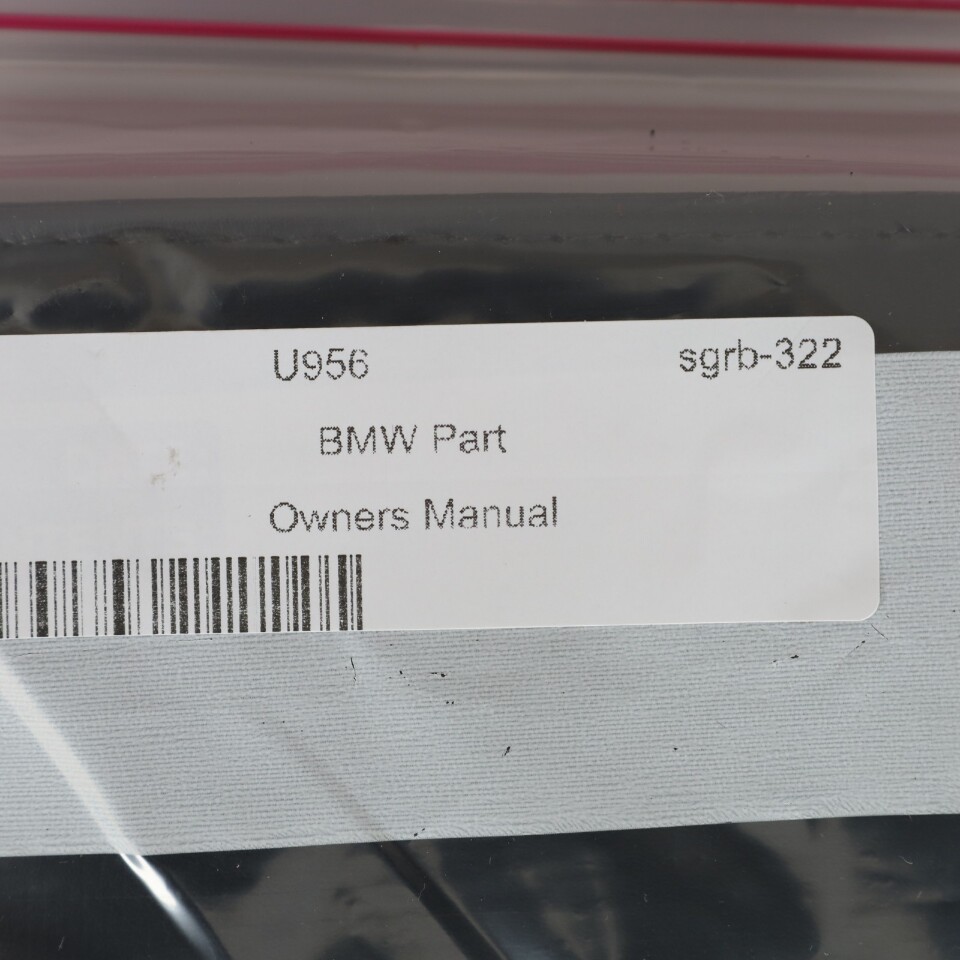 U956 sgrb-322
BMW Part
Owners Manual